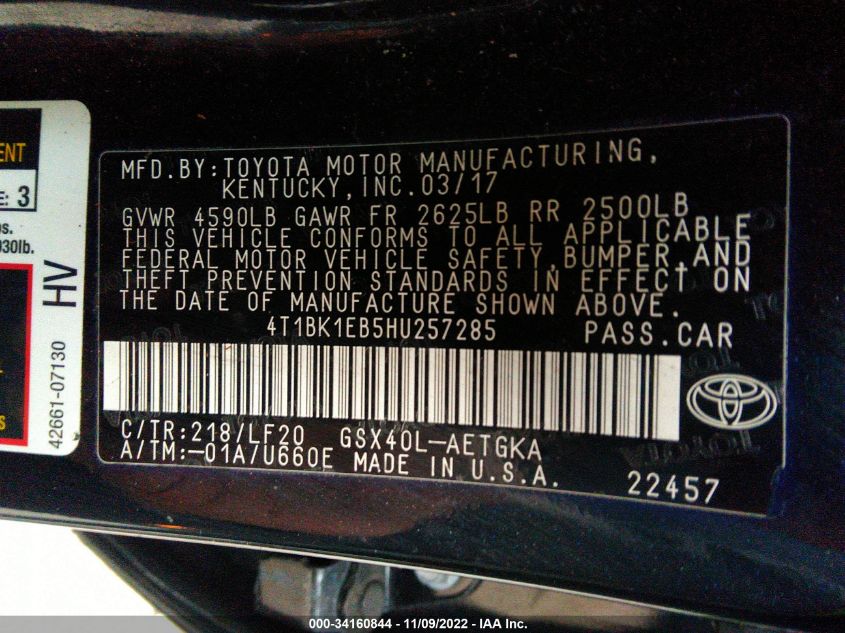 ENT
E: 3
s.
930lb.
S
HV
42661-07130
MFD.BY:TOYOTA MOTOR MANUFACTURING,
KENTUCKY, INC.03/17
GVWR 4590LB GAWR FR 2625LB RR 2500LB
THIS VEHICLE CONFORMS TO ALL APPLICABLE
FEDERAL MOTOR VEHICLE SAFETY,BUMPER,AND
THEFT PREVENTION STANDARDS IN EFFECT ON
THE DATE OF MANUFACTURE SHOWN ABOVE.
4T1BK1EB5HU257285 PASS.CAR
C/TR:218/LF20 GSX40L-AETGKA
A/TM:-01A/U660E MADE IN U.S.A.
22457
000-34160844 - 11/09/2022 - IAA Inc.